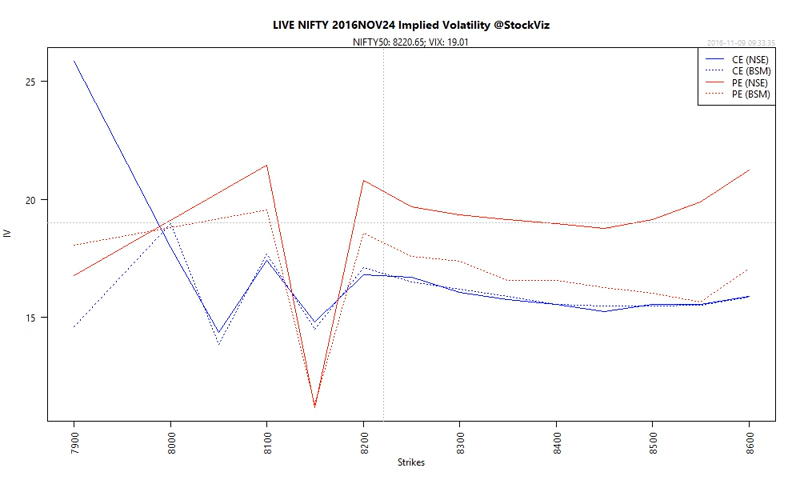 LIVE NIFTY 2016NOV24 Implied Volatility @StockViz
NIFTY50: 8220.65; VIX: 19.01
2016-11-09 09:33:35
CE (NSE)
CE (BSM)
PE (NSE)
PE (BSM)
25
20
15
IV
7900
8000
8100
8200
8300
8400
8500
8600
Strikes